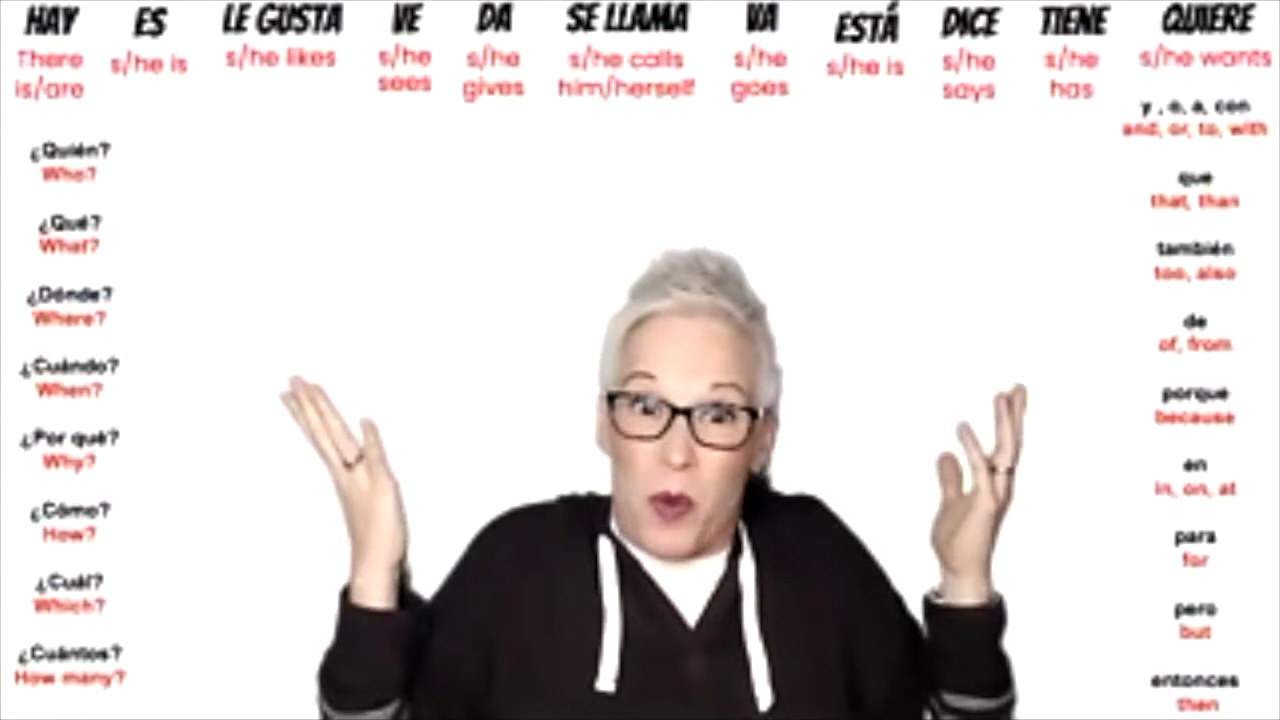 HAY ES LE GUSTA VE DA SE LLAMA VA ESTÁ DICE TIENE QUIERE
There is/are
s/he is
s/he likes
s/he sees
s/he gives
s/he calls him/herself
s/he goes
s/he is
s/he says
s/he has
s/he wants
¿Quién?
Who?
¿Qué?
What?
¿Dónde?
Where?
¿Cuándo?
When?
¿Por qué?
Why?
¿Cómo?
How?
¿Cuál?
Which?
¿Cuántos?
How many?
y , o, a, con
and, or, to, with
que
that, than
también
too, also
de
of, from
porque
because
en
in, on, at
para
for
pero
but
entonces
then